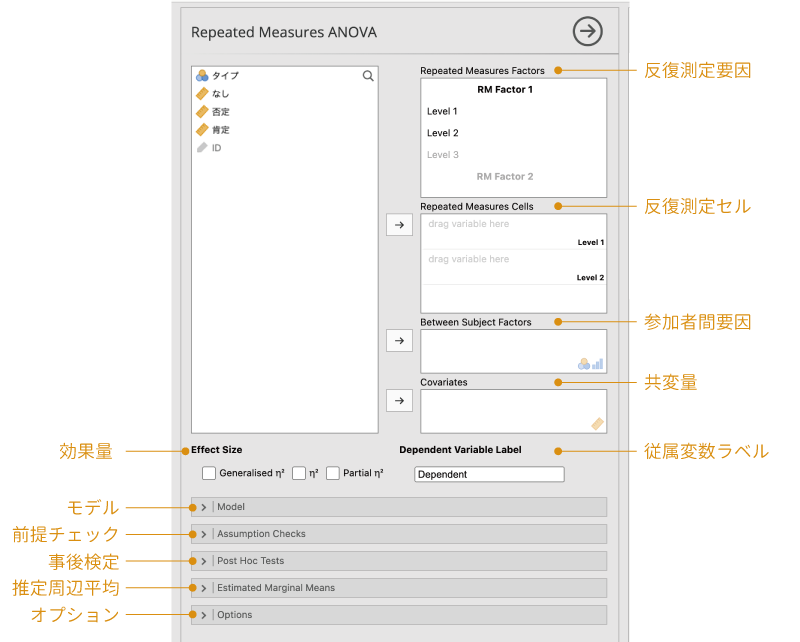 Repeated Measures ANOVA
タイプ
なし
否定
肯定
ID
Repeated Measures Factors
反復測定要因
RM Factor 1
Level 1
Level 2
Level 3
RM Factor 2
Repeated Measures Cells
反復測定セル
drag variable here
Level 1
drag variable here
Level 2
Between Subject Factors
参加者間要因
Covariates
共変量
効果量
Effect Size
Generalised η²
η²
Partial η²
Dependent Variable Label
従属変数ラベル
Dependent
モデル
Model
前提チェック
Assumption Checks
事後検定
Post Hoc Tests
推定周辺平均
Estimated Marginal Means
オプション
Options